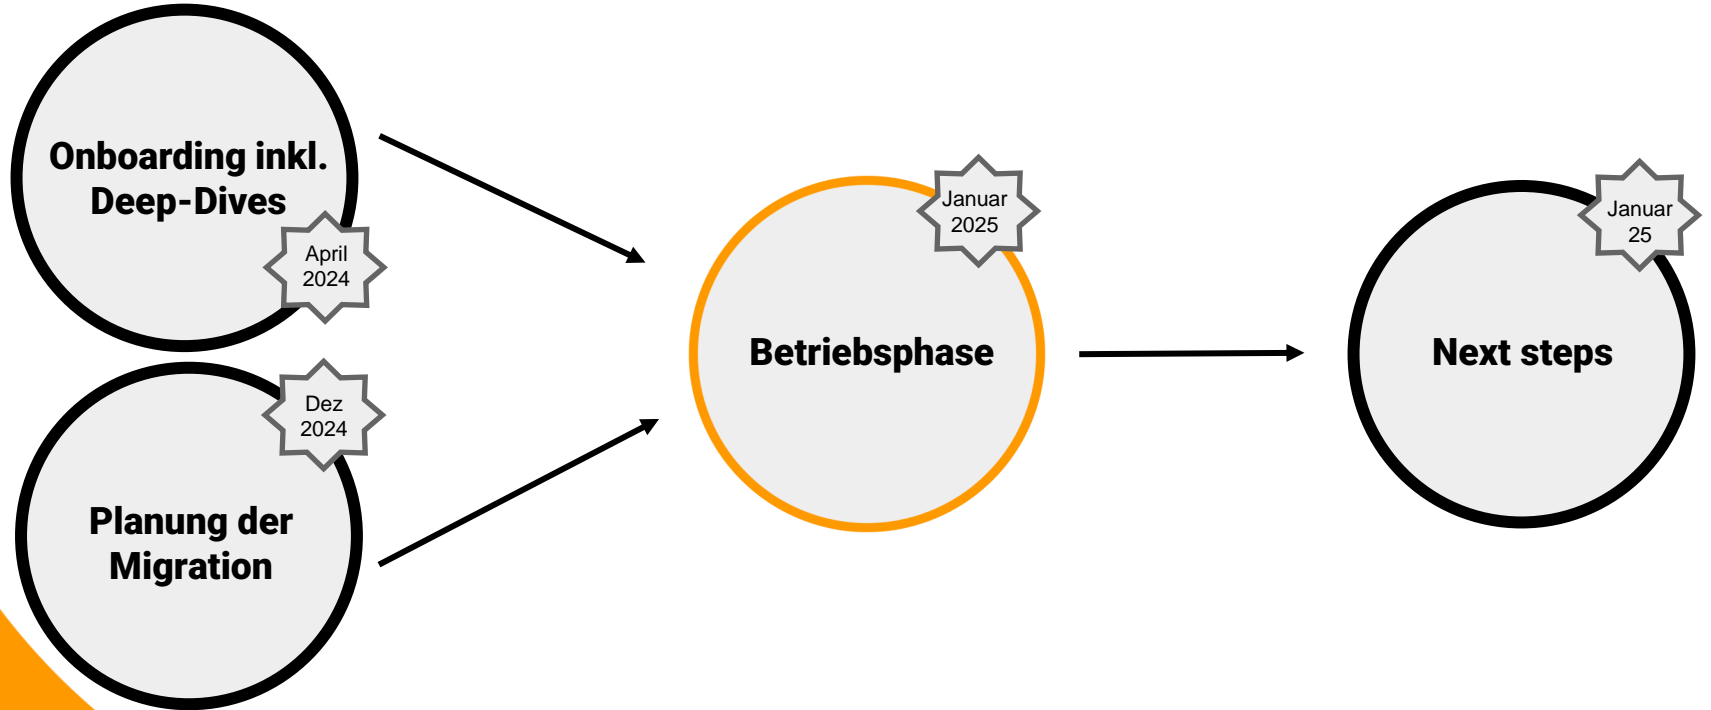 Onboarding inkl.
Deep-Dives
April
2024
Dez
2024
Planung der
Migration
Januar
2025
Betriebsphase
Januar
25
Next steps